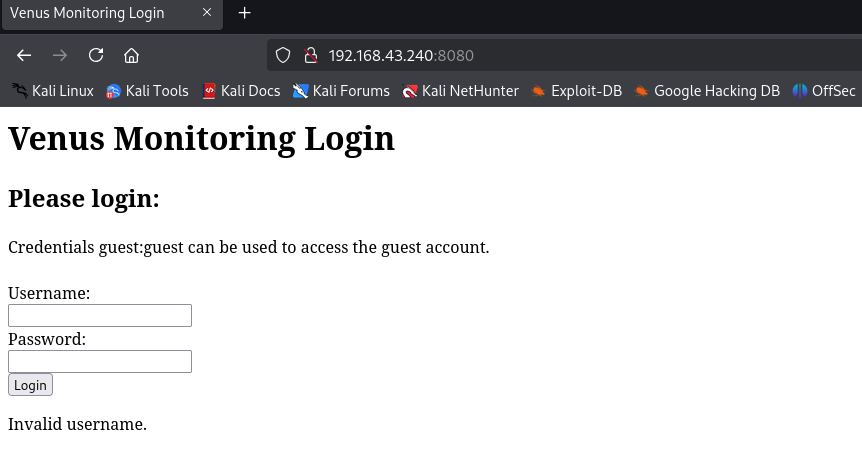 Venus Monitoring Login
192.168.43.240:8080
Kali Linux Kali Tools Kali Docs Kali Forums Kali NetHunter Exploit-DB Google Hacking DB OffSec
Venus Monitoring Login
Please login:
Credentials guest:guest can be used to access the guest account.
Username:
Password:
Login
Invalid username.